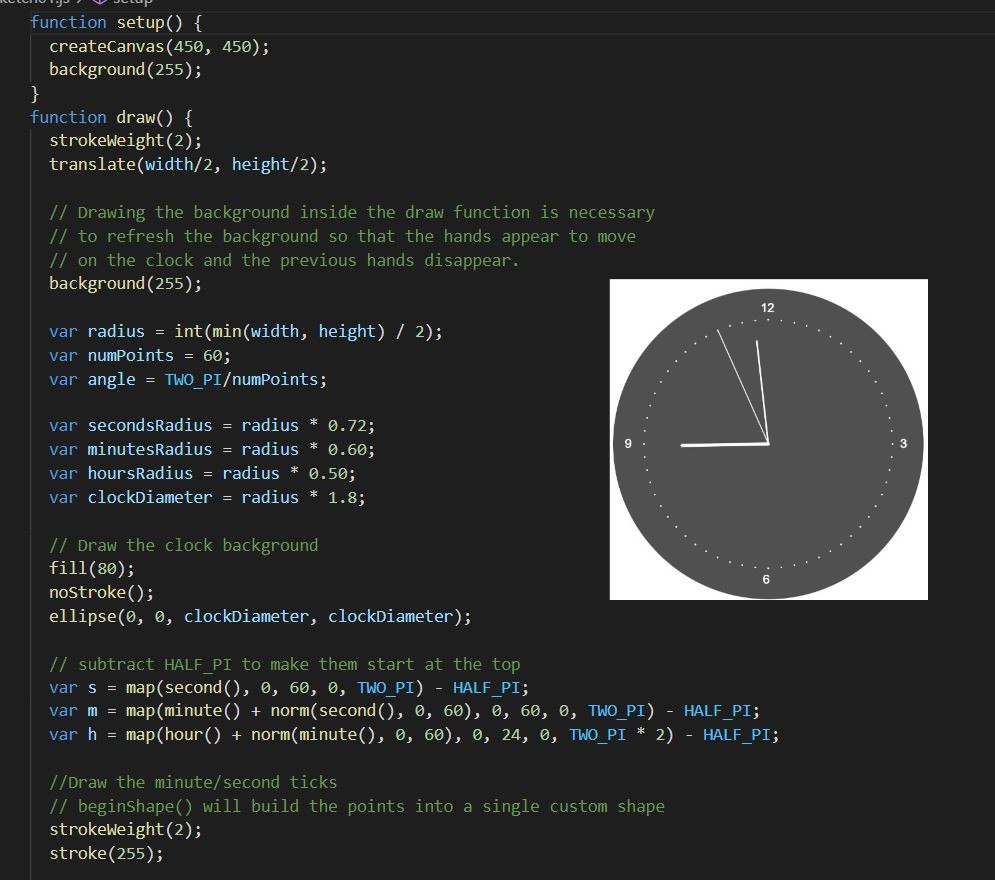 setup
function setup() {
createCanvas(450, 450);
background(255);
}
function draw() {
strokeWeight(2);
translate(width/2, height/2);
// Drawing the background inside the draw function is necessary
// to refresh the background so that the hands appear to move
// on the clock and the previous hands disappear.
background(255);
var radius = int(min(width, height) / 2);
var numPoints = 60;
var angle = TWO_PI/numPoints;
var secondsRadius = radius * 0.72;
var minutesRadius = radius * 0.60;
var hoursRadius = radius * 0.50;
var clockDiameter = radius * 1.8;
// Draw the clock background
fill(80);
noStroke();
ellipse(0, 0, clockDiameter, clockDiameter);
// subtract HALF_PI to make them start at the top
var s = map(second(), 0, 60, 0, TWO_PI) - HALF_PI;
var m = map(minute() + norm(second(), 0, 60), 0, 60, 0, TWO_PI) - HALF_PI;
var h = map(hour() + norm(minute(), 0, 60), 0, 24, 0, TWO_PI * 2) - HALF_PI;
//Draw the minute/second ticks
// beginShape() will build the points into a single custom shape
strokeWeight(2);
stroke(255);
12
9
3
6